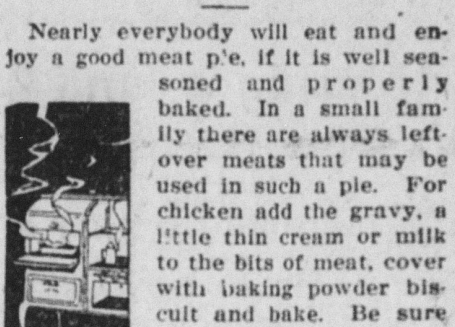 Nearly everybody will eat and en-
joy a good meat pie, if it is well sea-
soned and properly
baked. In a small fam-
ily there are always left-
over meats that may be
used in such a pie. For
chicken add the gravy, a
little thin cream or milk
to the bits of meat, cover
with baking powder bis-
cuit and bake. Be sure